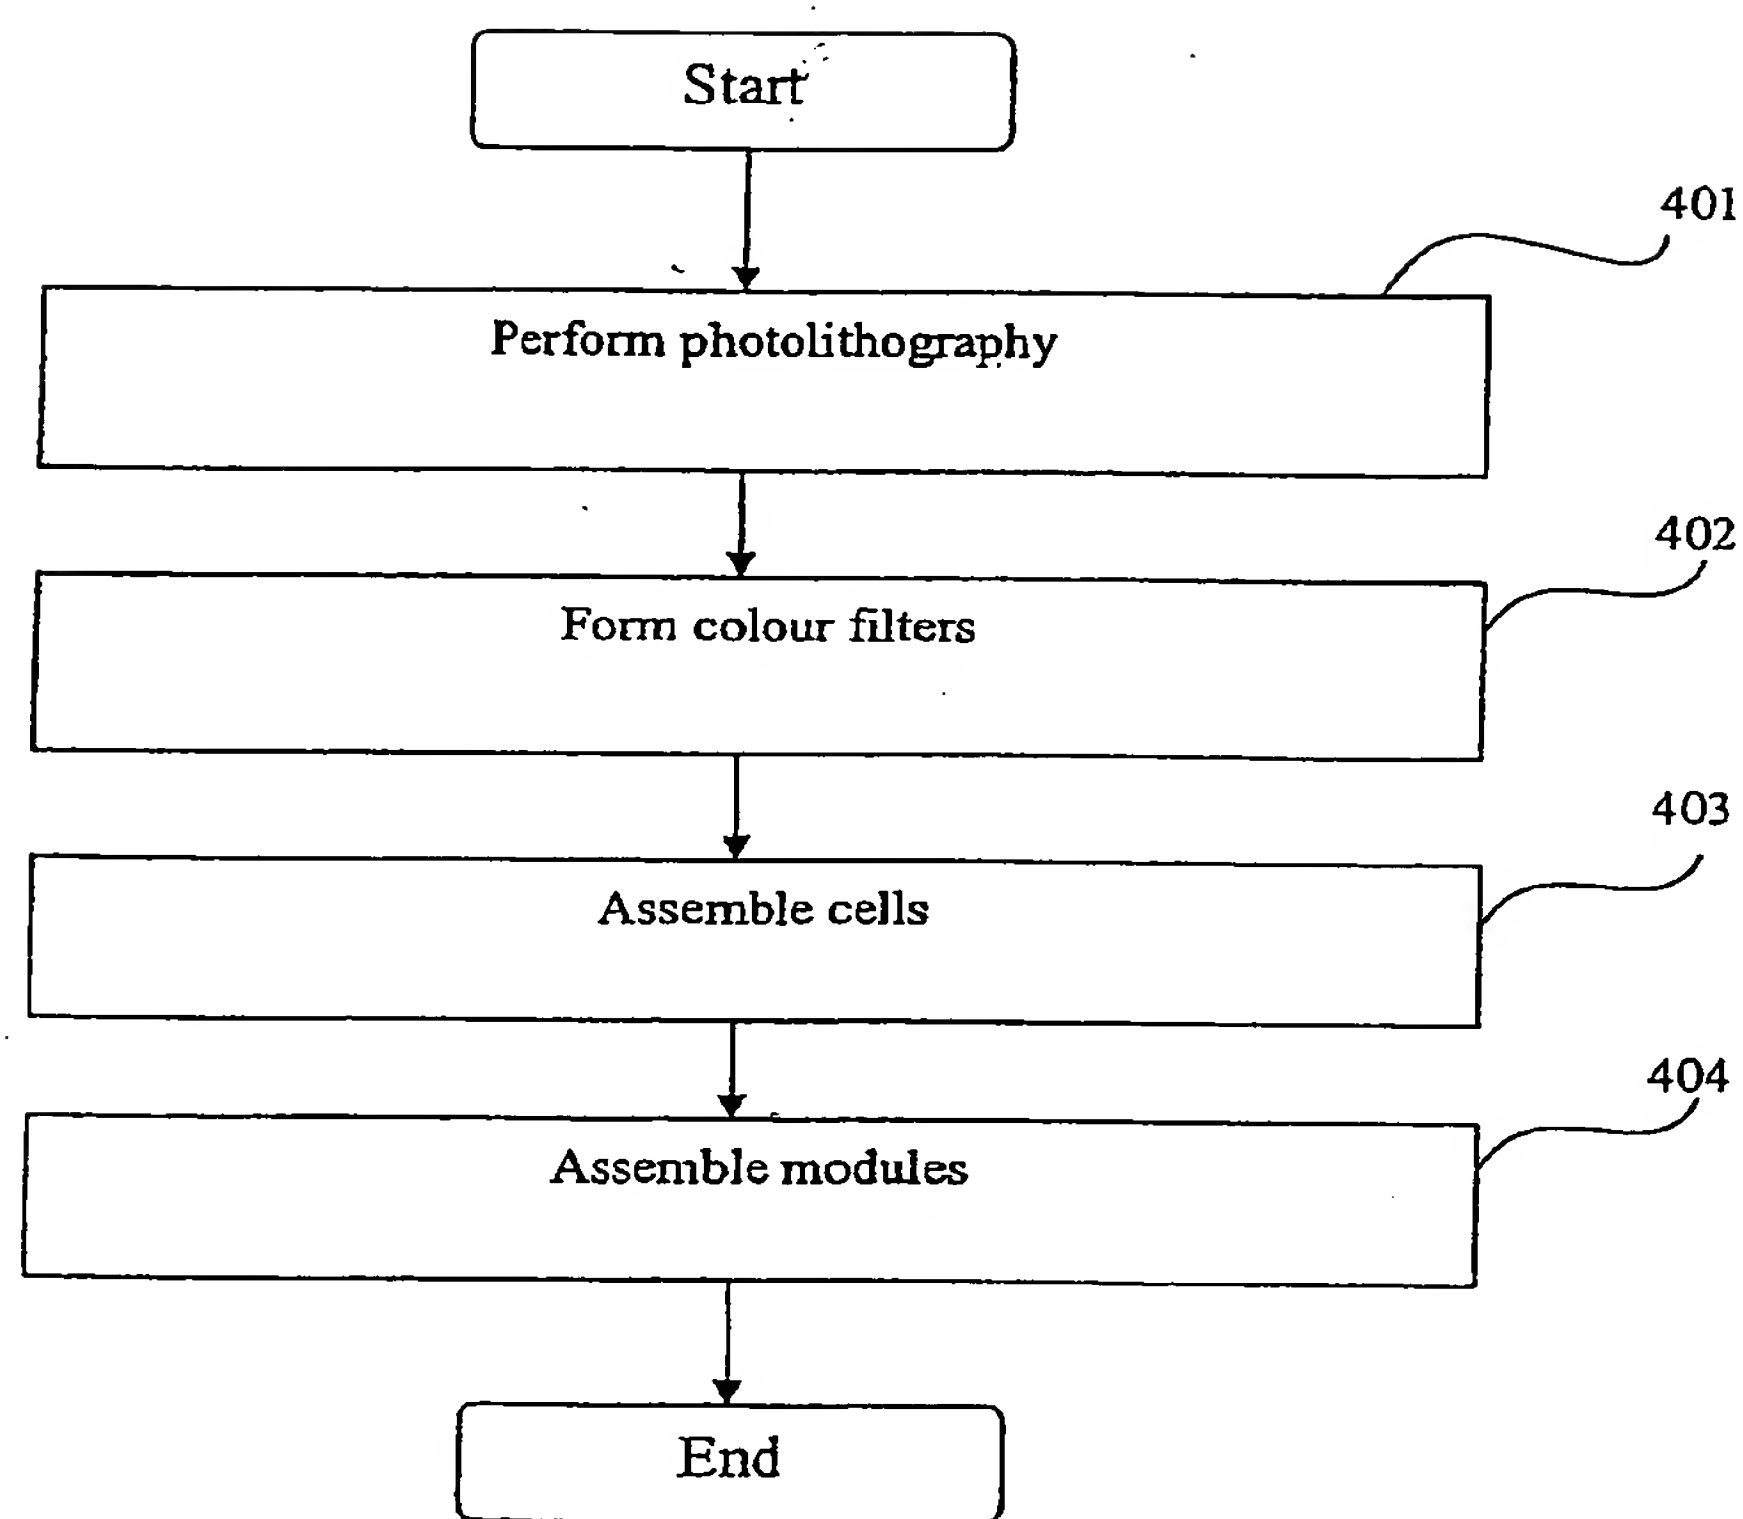 Start
401
Perform photolithography
402
Form colour filters
403
Assemble cells
404
Assemble modules
End